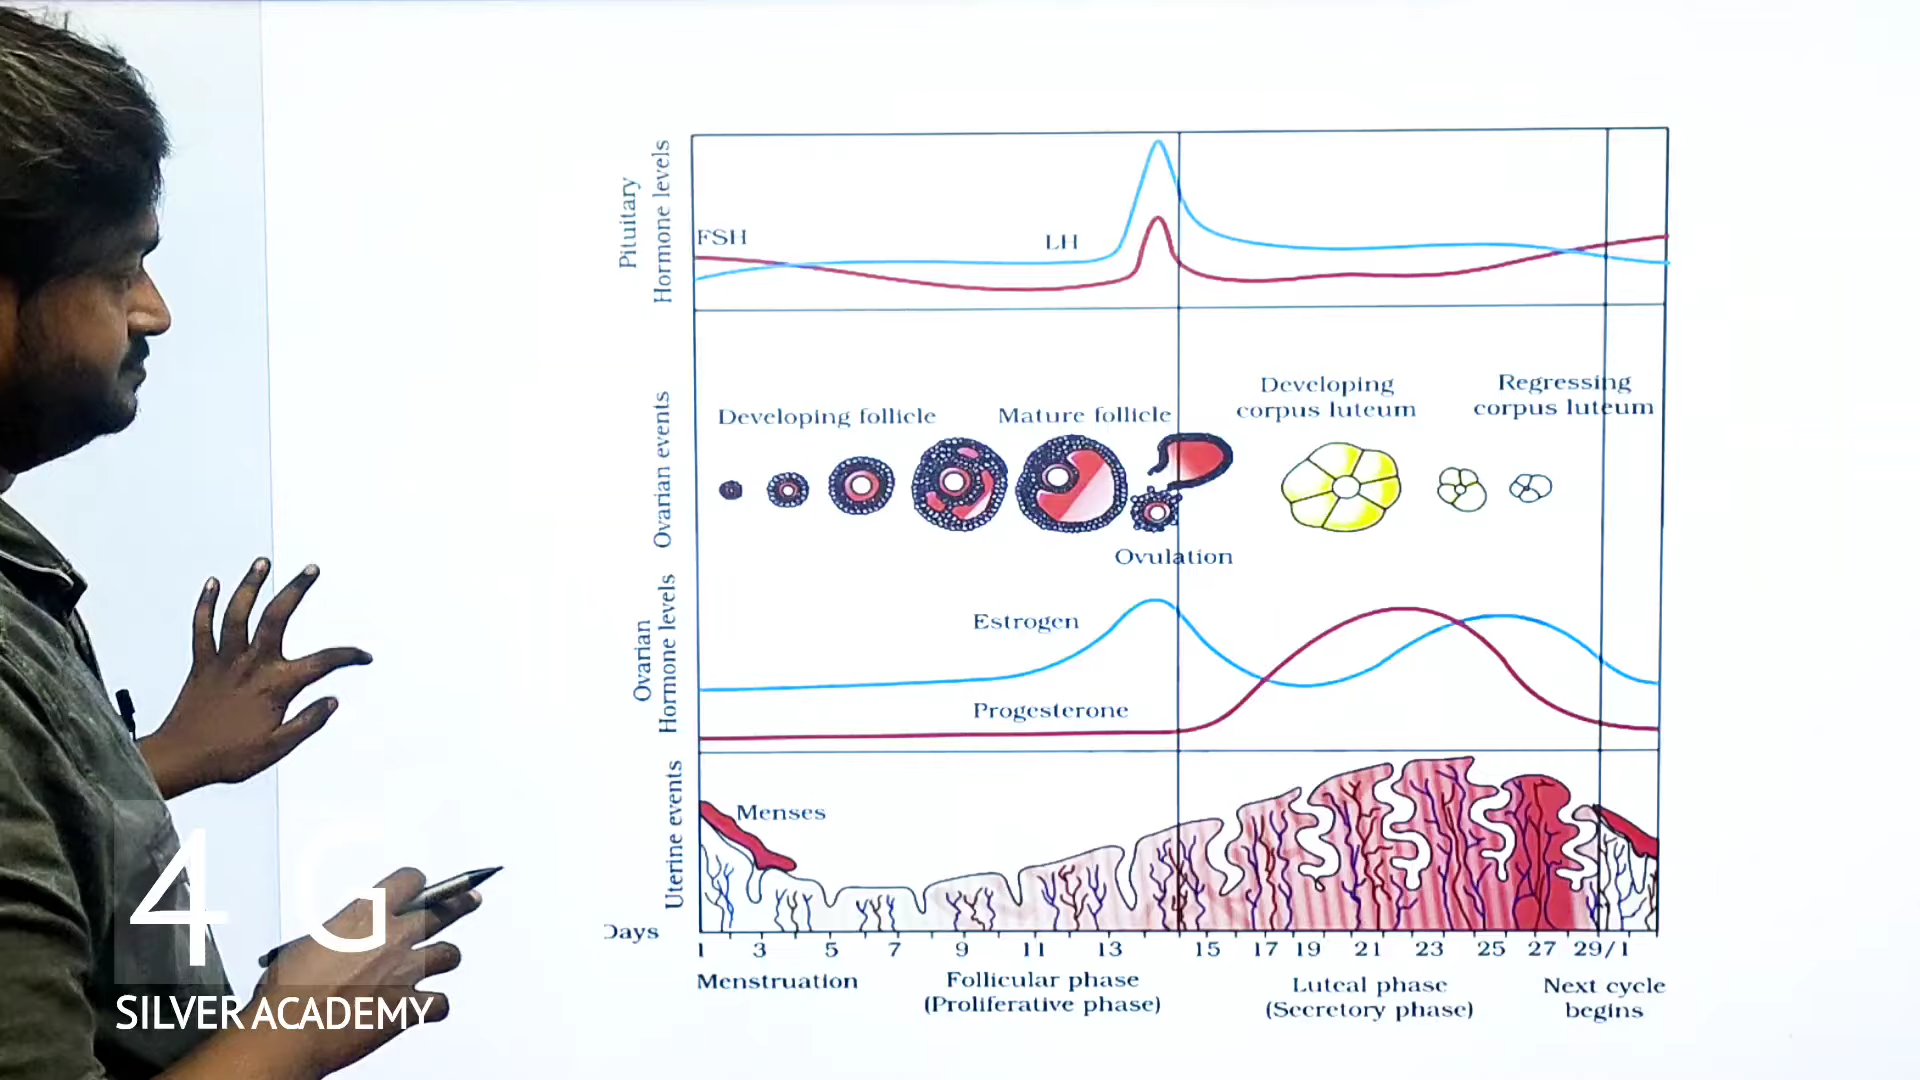 Pituitary
Hormone levels
FSH
LH
Ovarian events
Developing follicle
Mature follicle
Developing
corpus luteum
Regressing
corpus luteum
Ovulation
Ovarian
Hormone levels
Estrogen
Progesterone
Uterine events
Menses
Days
1 3 5 7 9 11 13 15 17 19 21 23 25 27 29/1
Menstruation
Follicular phase
(Proliferative phase)
Luteal phase
(Secretory phase)
Next cycle
begins
4 G
SILVER ACADEMY